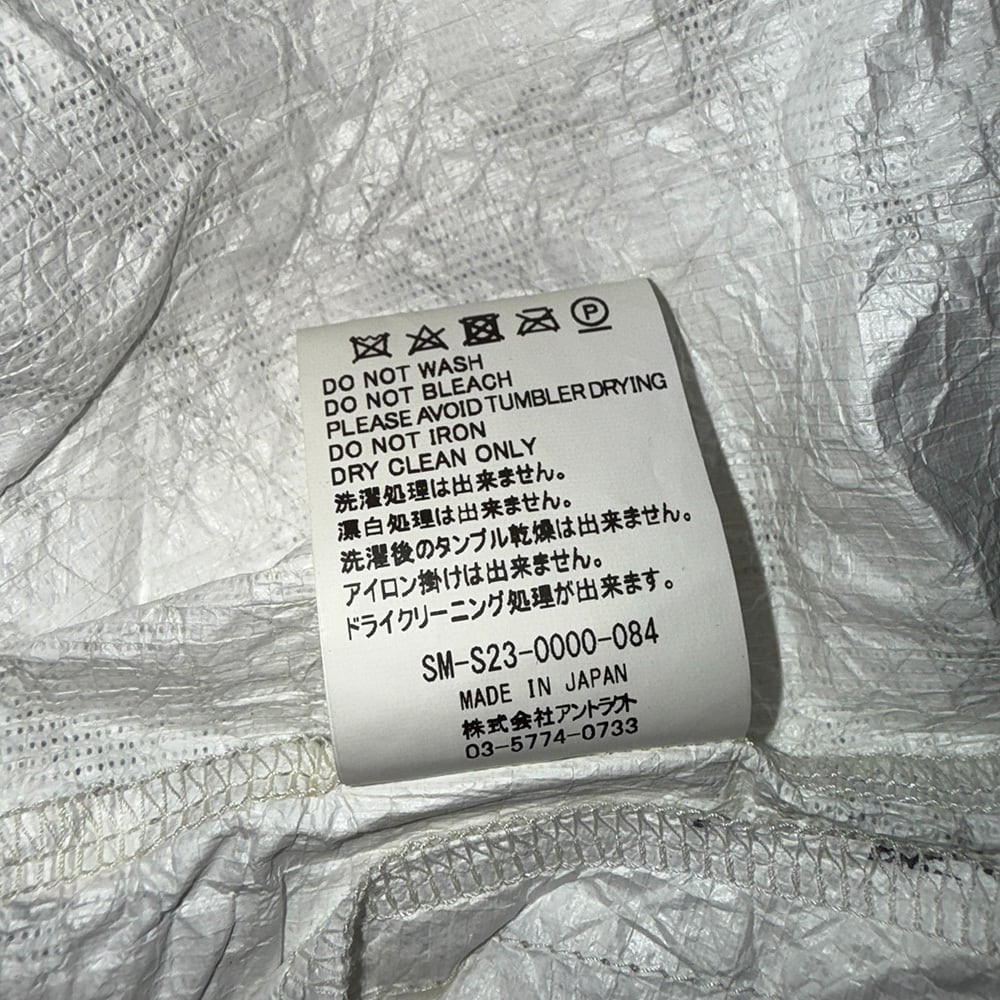 P
DO NOT WASH
DO NOT BLEACH
PLEASE AVOID TUMBLER DRYING
DO NOT IRON
DRY CLEAN ONLY
洗濯処理は出来ません。
漂白処理は出来ません。
洗濯後のタンブル乾燥は出来ません。
アイロン掛けは出来ません。
ドライクリーニング処理が出来ます。
SM-S23-0000-084
MADE IN JAPAN
株式会社アントラクト
03-5774-0733